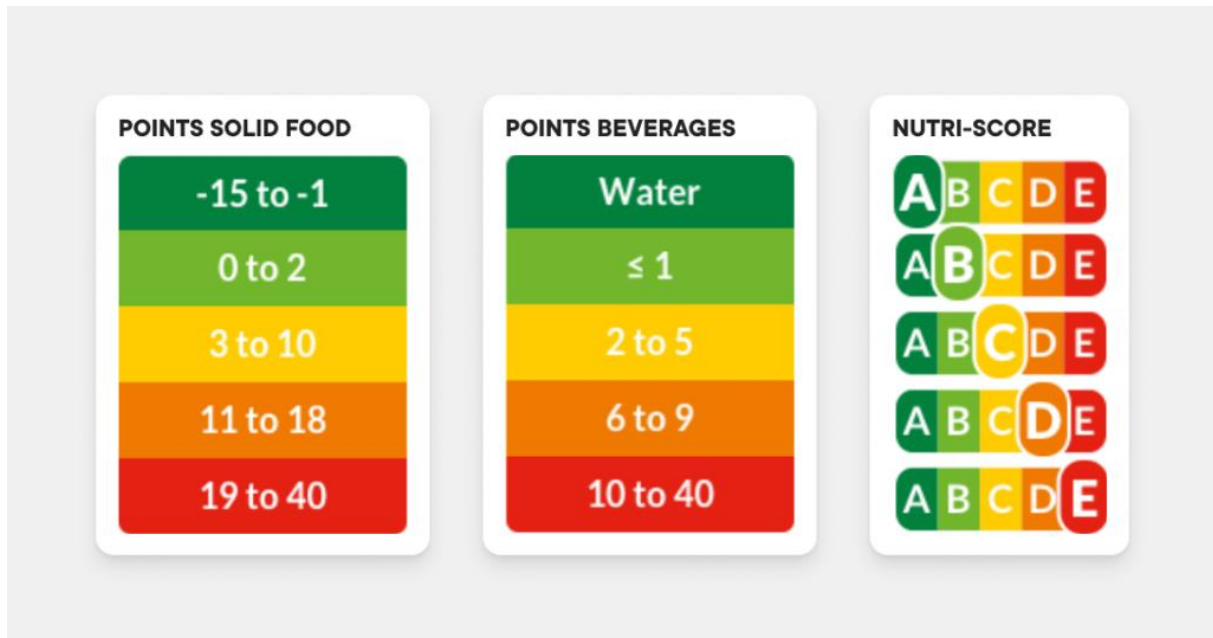 POINTS SOLID FOOD
-15 to -1
0 to 2
3 to 10
11 to 18
19 to 40
POINTS BEVERAGES
Water
≤ 1
2 to 5
6 to 9
10 to 40
NUTRI-SCORE
A B C D E
A B C D E
A B C D E
A B C D E
A B C D E